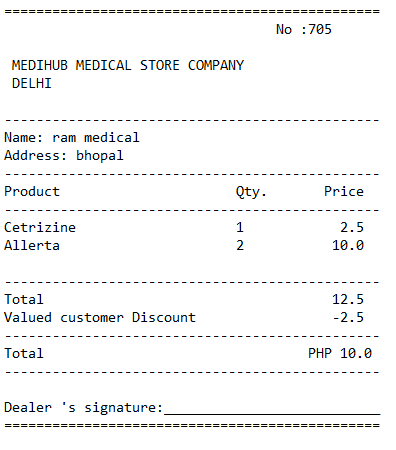 ===============================================
No :705
MEDIHUB MEDICAL STORE COMPANY
DELHI
-----------------------------------------------
Name: ram medical
Address: bhopal
-----------------------------------------------
Product Qty. Price
-----------------------------------------------
Cetrizine 1 2.5
Allerta 2 10.0
-----------------------------------------------
Total 12.5
Valued customer Discount -2.5
-----------------------------------------------
Total PHP 10.0
-----------------------------------------------
Dealer 's signature:___________________________
===============================================